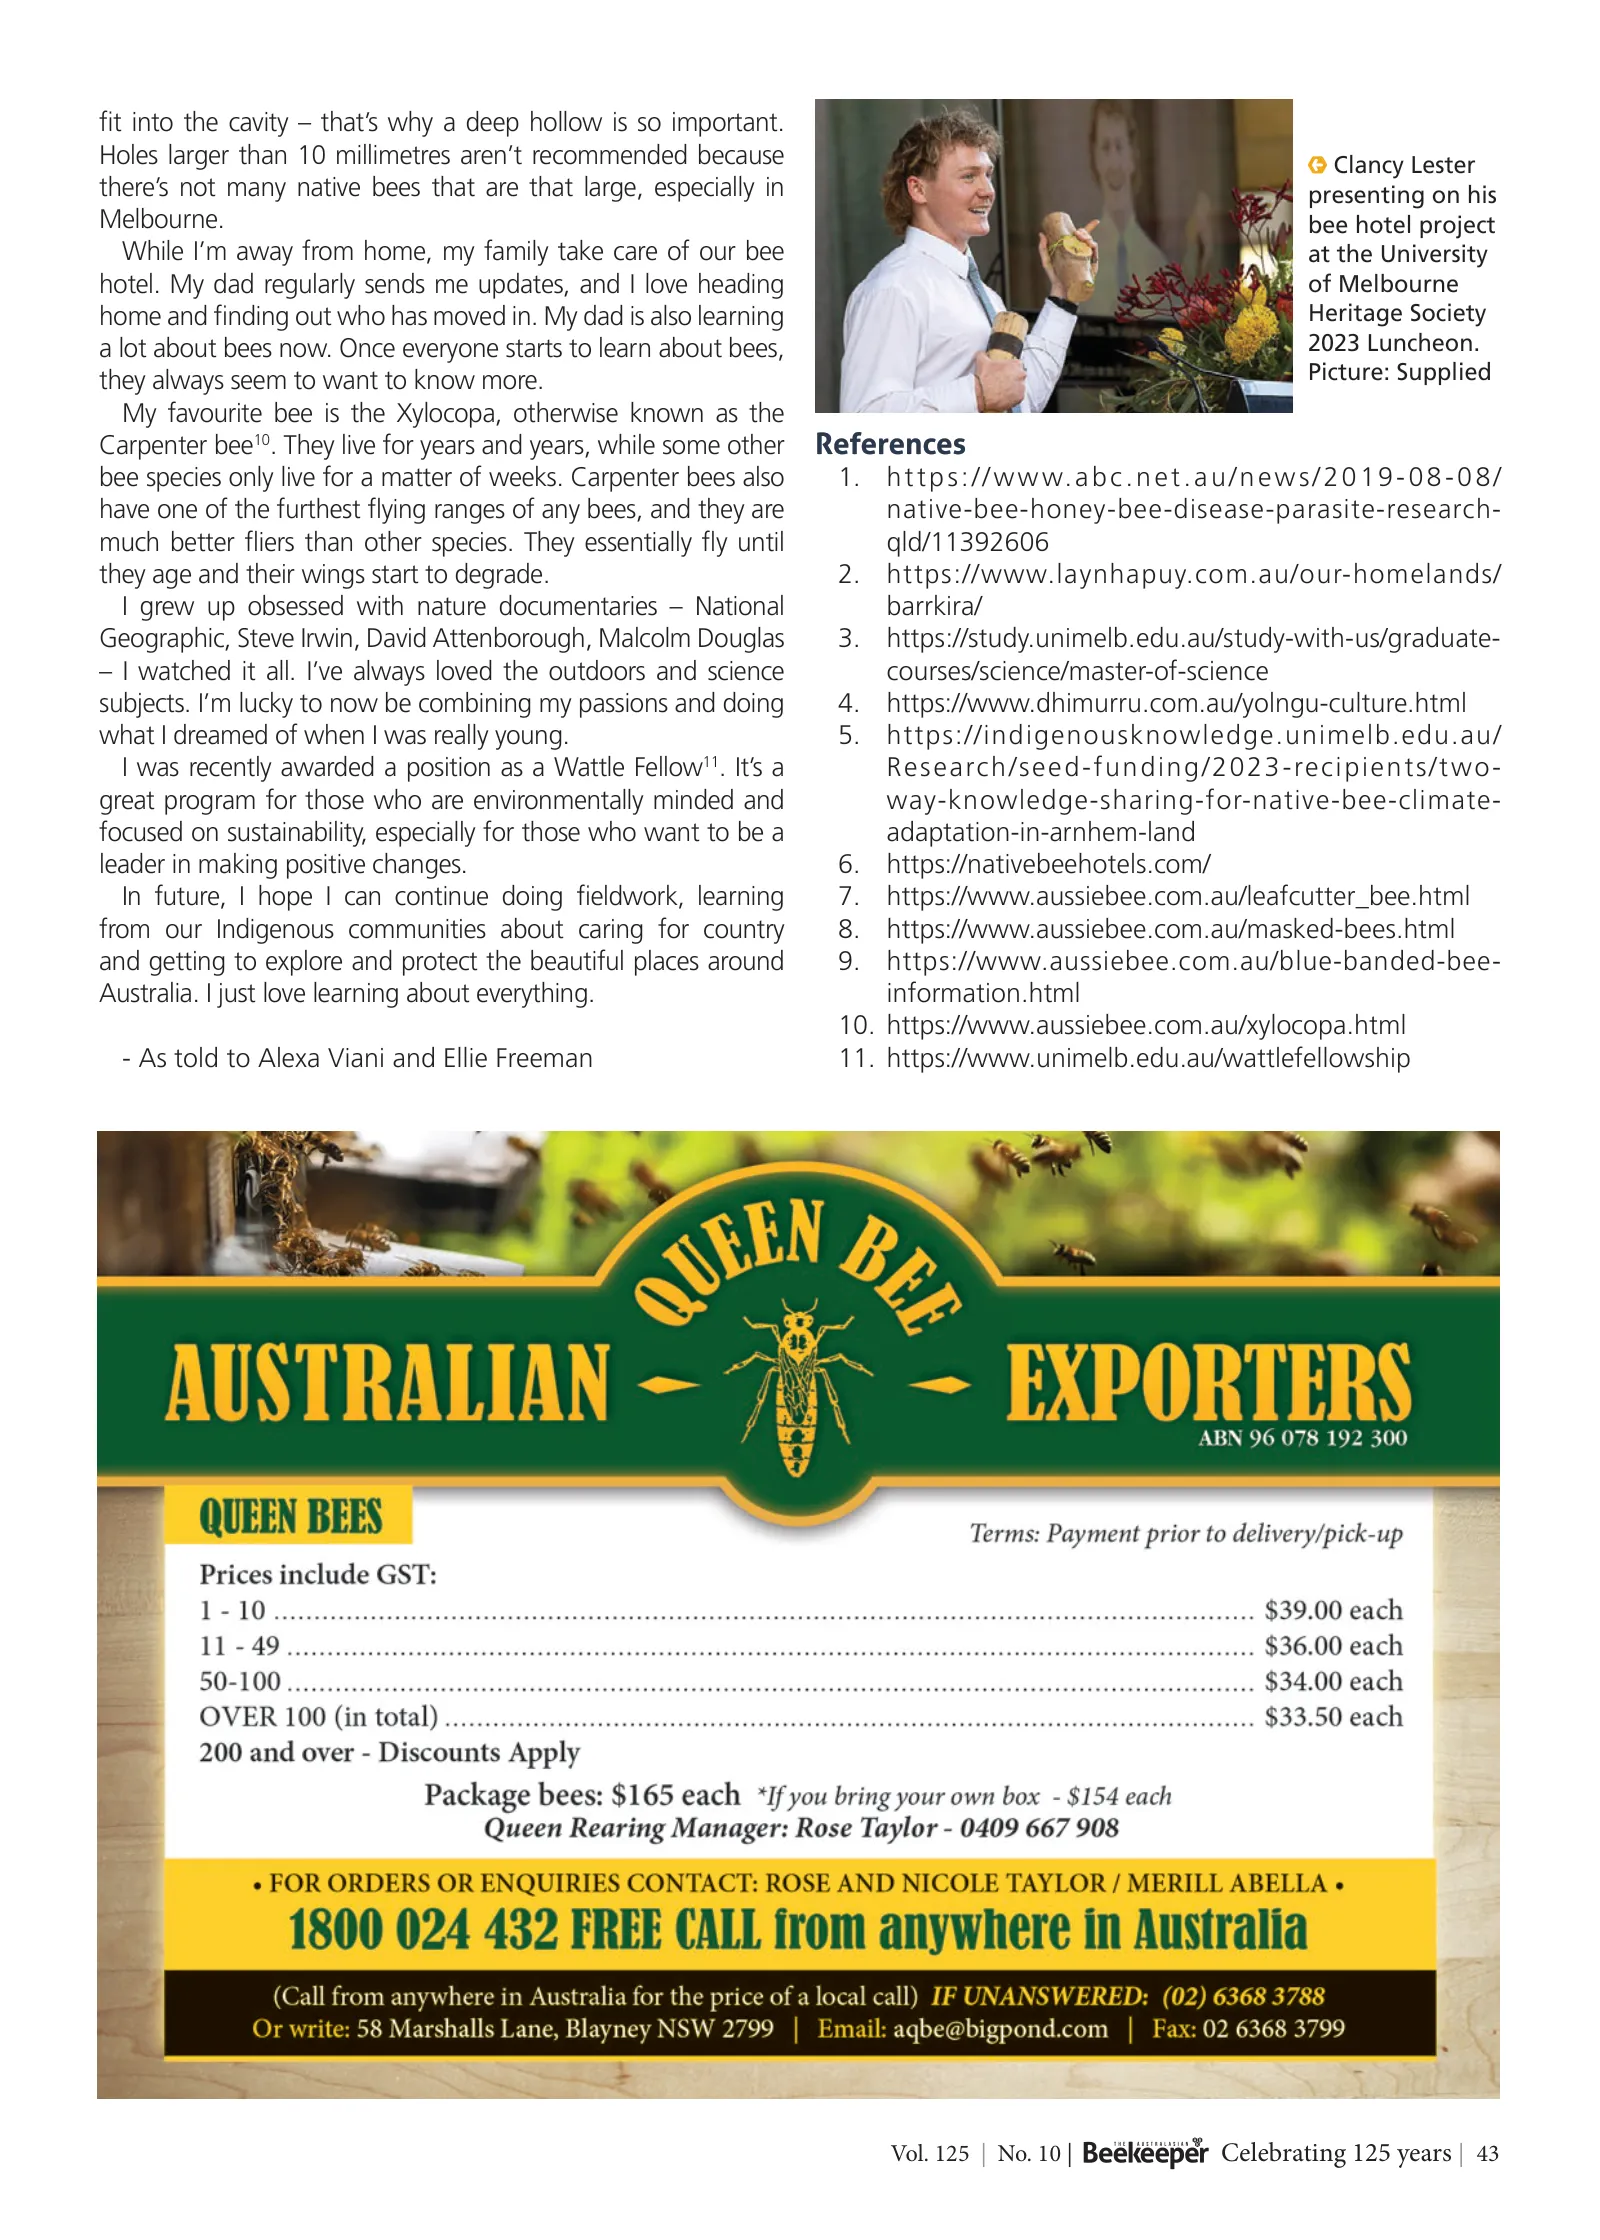 fit into the cavity – that’s why a deep hollow is so important.
Holes larger than 10 millimetres aren’t recommended because
there’s not many native bees that are that large, especially in
Melbourne.
While I’m away from home, my family take care of our bee
hotel. My dad regularly sends me updates, and I love heading
home and finding out who has moved in. My dad is also learning
a lot about bees now. Once everyone starts to learn about bees,
they always seem to want to know more.
My favourite bee is the Xylocopa, otherwise known as the
Carpenter bee10. They live for years and years, while some other
bee species only live for a matter of weeks. Carpenter bees also
have one of the furthest flying ranges of any bees, and they are
much better fliers than other species. They essentially fly until
they age and their wings start to degrade.
I grew up obsessed with nature documentaries – National
Geographic, Steve Irwin, David Attenborough, Malcolm Douglas
– I watched it all. I’ve always loved the outdoors and science
subjects. I’m lucky to now be combining my passions and doing
what I dreamed of when I was really young.
I was recently awarded a position as a Wattle Fellow11. It’s a
great program for those who are environmentally minded and
focused on sustainability, especially for those who want to be a
leader in making positive changes.
In future, I hope I can continue doing fieldwork, learning
from our Indigenous communities about caring for country
and getting to explore and protect the beautiful places around
Australia. I just love learning about everything.
- As told to Alexa Viani and Ellie Freeman
Clancy Lester
presenting on his
bee hotel project
at the University
of Melbourne
Heritage Society
2023 Luncheon.
Picture: Supplied
References
1. https://www.abc.net.au/news/2019-08-08/
native-bee-honey-bee-disease-parasite-research-
qld/11392606
2. https://www.laynhapuy.com.au/our-homelands/
barrkira/
3. https://study.unimelb.edu.au/study-with-us/graduate-
courses/science/master-of-science
4. https://www.dhimurru.com.au/yolngu-culture.html
5. https://indigenousknowledge.unimelb.edu.au/
Research/seed-funding/2023-recipients/two-
way-knowledge-sharing-for-native-bee-climate-
adaptation-in-arnhem-land
6. https://nativebeehotels.com/
7. https://www.aussiebee.com.au/leafcutter_bee.html
8. https://www.aussiebee.com.au/masked-bees.html
9. https://www.aussiebee.com.au/blue-banded-bee-
information.html
10. https://www.aussiebee.com.au/xylocopa.html
11. https://www.unimelb.edu.au/wattlefellowship
QUEEN BEE
AUSTRALIAN EXPORTERS
ABN 96 078 192 300
QUEEN BEES
Terms: Payment prior to delivery/pick-up
Prices include GST:
1 - 10 ........ $39.00 each
11 - 49 ........ $36.00 each
50-100 ........ $34.00 each
OVER 100 (in total) ........ $33.50 each
200 and over - Discounts Apply
Package bees: $165 each *If you bring your own box - $154 each
Queen Rearing Manager: Rose Taylor - 0409 667 908
• FOR ORDERS OR ENQUIRIES CONTACT: ROSE AND NICOLE TAYLOR / MERILL ABELLA •
1800 024 432 FREE CALL from anywhere in Australia
(Call from anywhere in Australia for the price of a local call) IF UNANSWERED: (02) 6368 3788
Or write: 58 Marshalls Lane, Blayney NSW 2799 | Email: aqbe@bigpond.com | Fax: 02 6368 3799
Vol. 125 | No. 10 | THE AUSTRALASIAN Beekeeper Celebrating 125 years | 43